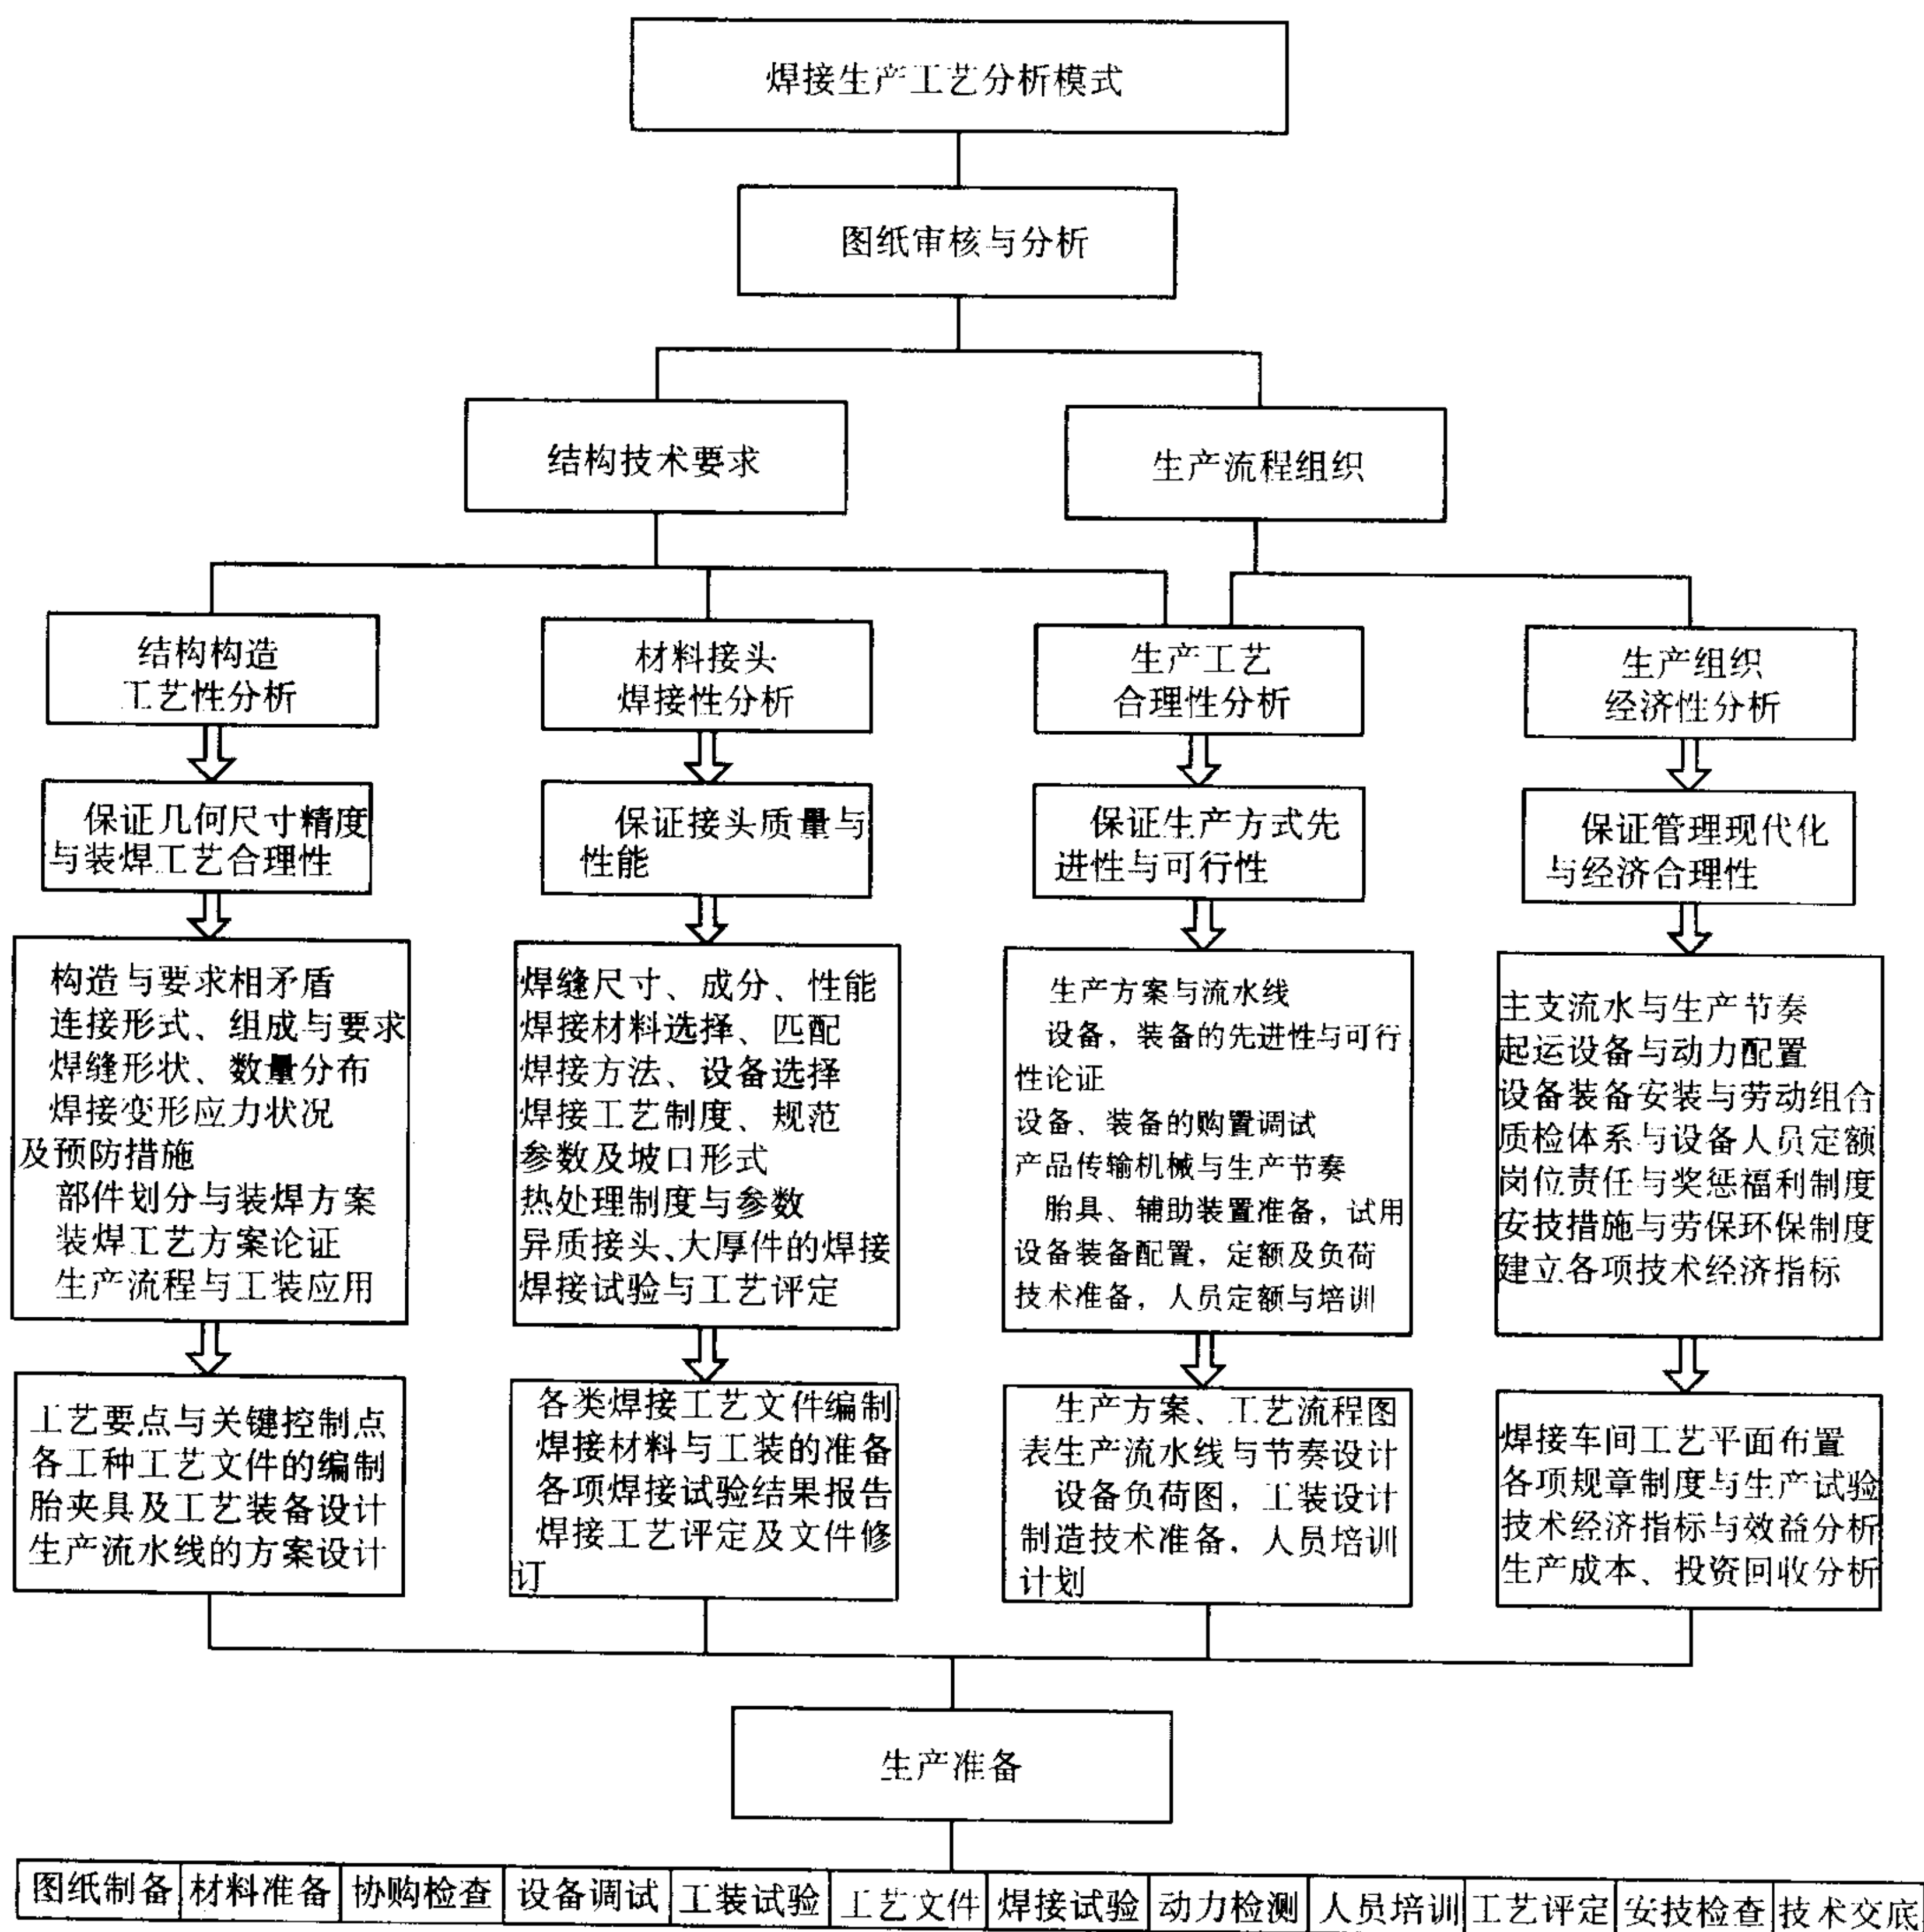 焊接生产工艺分析模式
图纸审核与分析
结构技术要求
生产流程组织
结构构造
工艺性分析
材料接头
焊接性分析
生产工艺
合理性分析
生产组织
经济性分析
保证几何尺寸精度
与装焊工艺合理性
保证接头质量与
性能
保证生产方式先
进性与可行性
保证管理现代化
与经济合理性
构造与要求相矛盾
连接形式、组成与要求
焊缝形状、数量分布
焊接变形应力状况
及预防措施
部件划分与装焊方案
装焊工艺方案论证
生产流程与工装应用
焊缝尺寸、成分、性能
焊接材料选择、匹配
焊接方法、设备选择
焊接工艺制度、规范
参数及坡口形式
热处理制度与参数
异质接头、大厚件的焊接
焊接试验与工艺评定
生产方案与流水线
设备，装备的先进性与可行
性论证
设备、装备的购置调试
产品传输机械与生产节奏
胎具、辅助装置准备，试用
设备装备配置，定额及负荷
技术准备，人员定额与培训
主支流水与生产节奏
起运设备与动力配置
设备装备安装与劳动组合
质检体系与设备人员定额
岗位责任与奖惩福利制度
安技措施与劳保环保制度
建立各项技术经济指标
工艺要点与关键控制点
各工种工艺文件的编制
胎夹具及工艺装备设计
生产流水线的方案设计
各类焊接工艺文件编制
焊接材料与工装的准备
各项焊接试验结果报告
焊接工艺评定及文件修
订
生产方案、工艺流程图
表生产流水线与节奏设计
设备负荷图，工装设计
制造技术准备，人员培训
计划
焊接车间工艺平面布置
各项规章制度与生产试验
技术经济指标与效益分析
生产成本、投资回收分析
生产准备
图纸制备
材料准备
协购检查
设备调试
工装试验
工艺文件
焊接试验
动力检测
人员培训
工艺评定
安技检查
技术交底